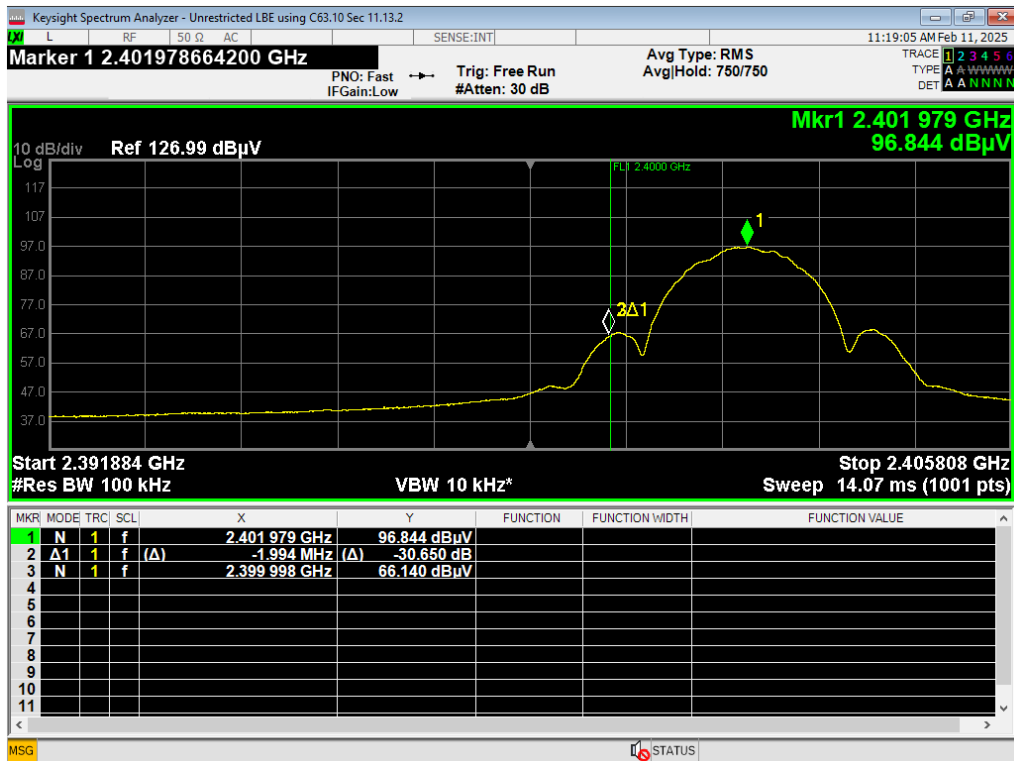 Keysight Spectrum Analyzer - Unrestricted LBE using C63.10 Sec 11.13.2
LXI L RF 50 Ω AC SENSE:INT 11:19:05 AM Feb 11, 2025
Marker 1 2.401978664200 GHz
PNO: Fast
IFGain:Low
Trig: Free Run
#Atten: 30 dB
Avg Type: RMS
Avg|Hold: 750/750
TRACE 1 2 3 4 5 6
TYPE A A W W W W
DET A A N N N N
Mkr1 2.401 979 GHz
96.844 dBµV
10 dB/div Ref 126.99 dBµV
Log
FL1 2.4000 GHz
117
107
97.0
87.0
77.0
67.0
57.0
47.0
37.0
1
Δ1
Start 2.391884 GHz Stop 2.405808 GHz
#Res BW 100 kHz VBW 10 kHz* Sweep 14.07 ms (1001 pts)
MKR MODE TRC SCL X Y FUNCTION FUNCTION WIDTH FUNCTION VALUE
1 N 1 f 2.401 979 GHz 96.844 dBµV
2 Δ1 1 f (Δ) -1.994 MHz (Δ) -30.650 dB
3 N 1 f 2.399 998 GHz 66.140 dBµV
4
5
6
7
8
9
10
11
MSG STATUS